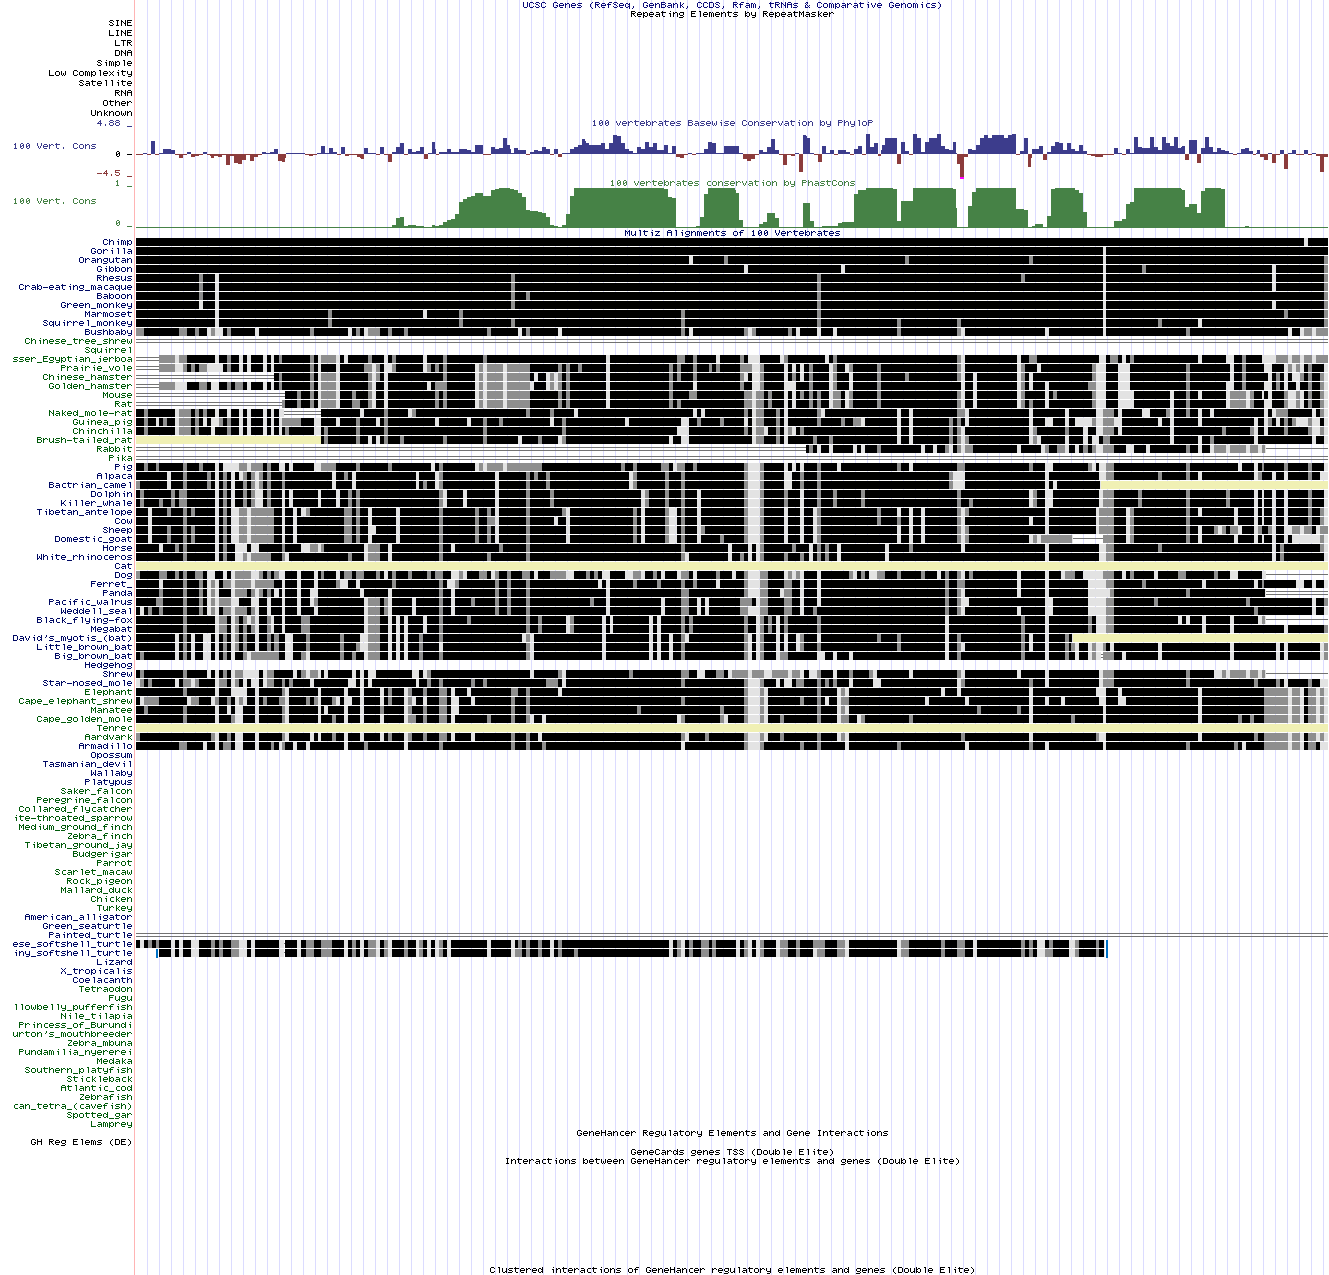 UCSC Genes (RefSeq, GenBank, CCDS, Rfam, tRNAs & Comparative Genomics)
Repeating Elements by RepeatMasker
SINE
LINE
LTR
DNA
Simple
Low Complexity
Satellite
RNA
Other
Unknown
100 vertebrates Basewise Conservation by PhyloP
4.88 _
100 Vert. Cons
0 _
-4.5 _
100 vertebrates conservation by PhastCons
1 _
100 Vert. Cons
0 _
Multiz Alignments of 100 Vertebrates
Chimp
Gorilla
Orangutan
Gibbon
Rhesus
Crab-eating_macaque
Baboon
Green_monkey
Marmoset
Squirrel_monkey
Bushbaby
Chinese_tree_shrew
Squirrel
sser_Egyptian_jerboa
Prairie_vole
Chinese_hamster
Golden_hamster
Mouse
Rat
Naked_mole-rat
Guinea_pig
Chinchilla
Brush-tailed_rat
Rabbit
Pika
Pig
Alpaca
Bactrian_camel
Dolphin
Killer_whale
Tibetan_antelope
Cow
Sheep
Domestic_goat
Horse
White_rhinoceros
Cat
Dog
Ferret_
Panda
Pacific_walrus
Weddell_seal
Black_flying-fox
Megabat
David's_myotis_(bat)
Little_brown_bat
Big_brown_bat
Hedgehog
Shrew
Star-nosed_mole
Elephant
Cape_elephant_shrew
Manatee
Cape_golden_mole
Tenrec
Aardvark
Armadillo
Opossum
Tasmanian_devil
Wallaby
Platypus
Saker_falcon
Peregrine_falcon
Collared_flycatcher
ite-throated_sparrow
Medium_ground_finch
Zebra_finch
Tibetan_ground_jay
Budgerigar
Parrot
Scarlet_macaw
Rock_pigeon
Mallard_duck
Chicken
Turkey
American_alligator
Green_seaturtle
Painted_turtle
ese_softshell_turtle
iny_softshell_turtle
Lizard
X_tropicalis
Coelacanth
Tetraodon
Fugu
llowbelly_pufferfish
Nile_tilapia
Princess_of_Burundi
urton's_mouthbreeder
Zebra_mbuna
Pundamilia_nyererei
Medaka
Southern_platyfish
Stickleback
Atlantic_cod
Zebrafish
can_tetra_(cavefish)
Spotted_gar
Lamprey
GeneHancer Regulatory Elements and Gene Interactions
GH Reg Elems (DE)
GeneCards genes TSS (Double Elite)
Interactions between GeneHancer regulatory elements and genes (Double Elite)
Clustered interactions of GeneHancer regulatory elements and genes (Double Elite)